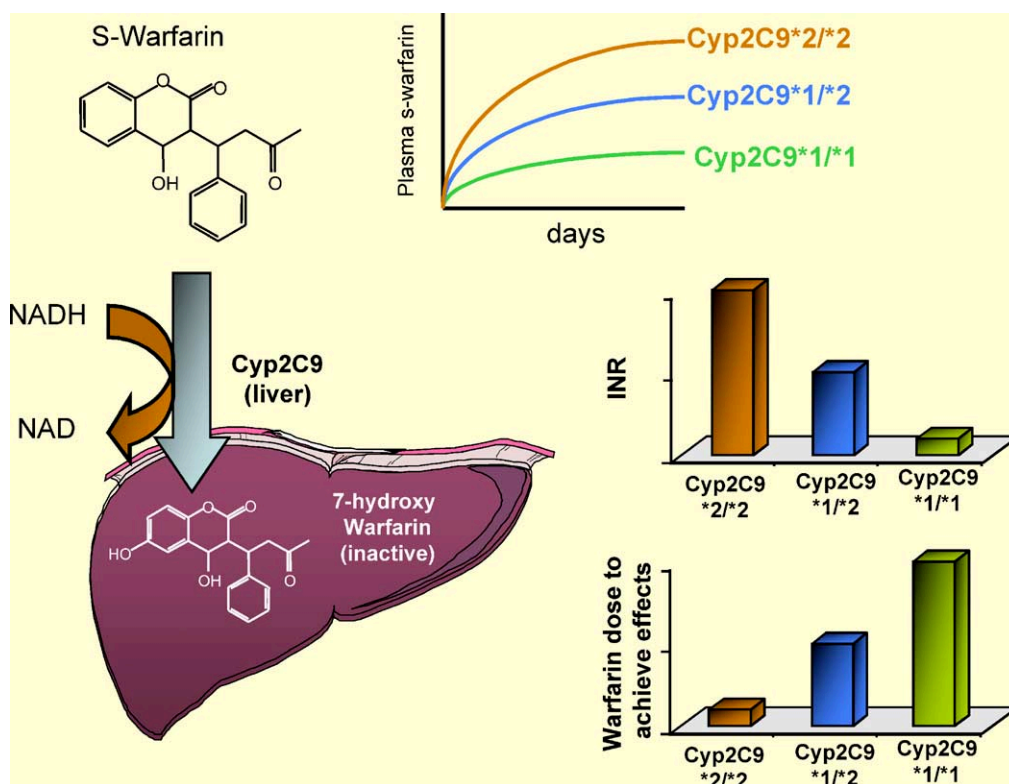 S-Warfarin
O
O
OH
O
Plasma s-warfarin
Cyp2C9*2/*2
Cyp2C9*1/*2
Cyp2C9*1/*1
days
NADH
NAD
Cyp2C9
(liver)
7-hydroxy
Warfarin
(inactive)
O
O
HO
OH
O
INR
Cyp2C9
*2/*2
Cyp2C9
*1/*2
Cyp2C9
*1/*1
Warfarin dose to
achieve effects
Cyp2C9
*2/*2
Cyp2C9
*1/*2
Cyp2C9
*1/*1